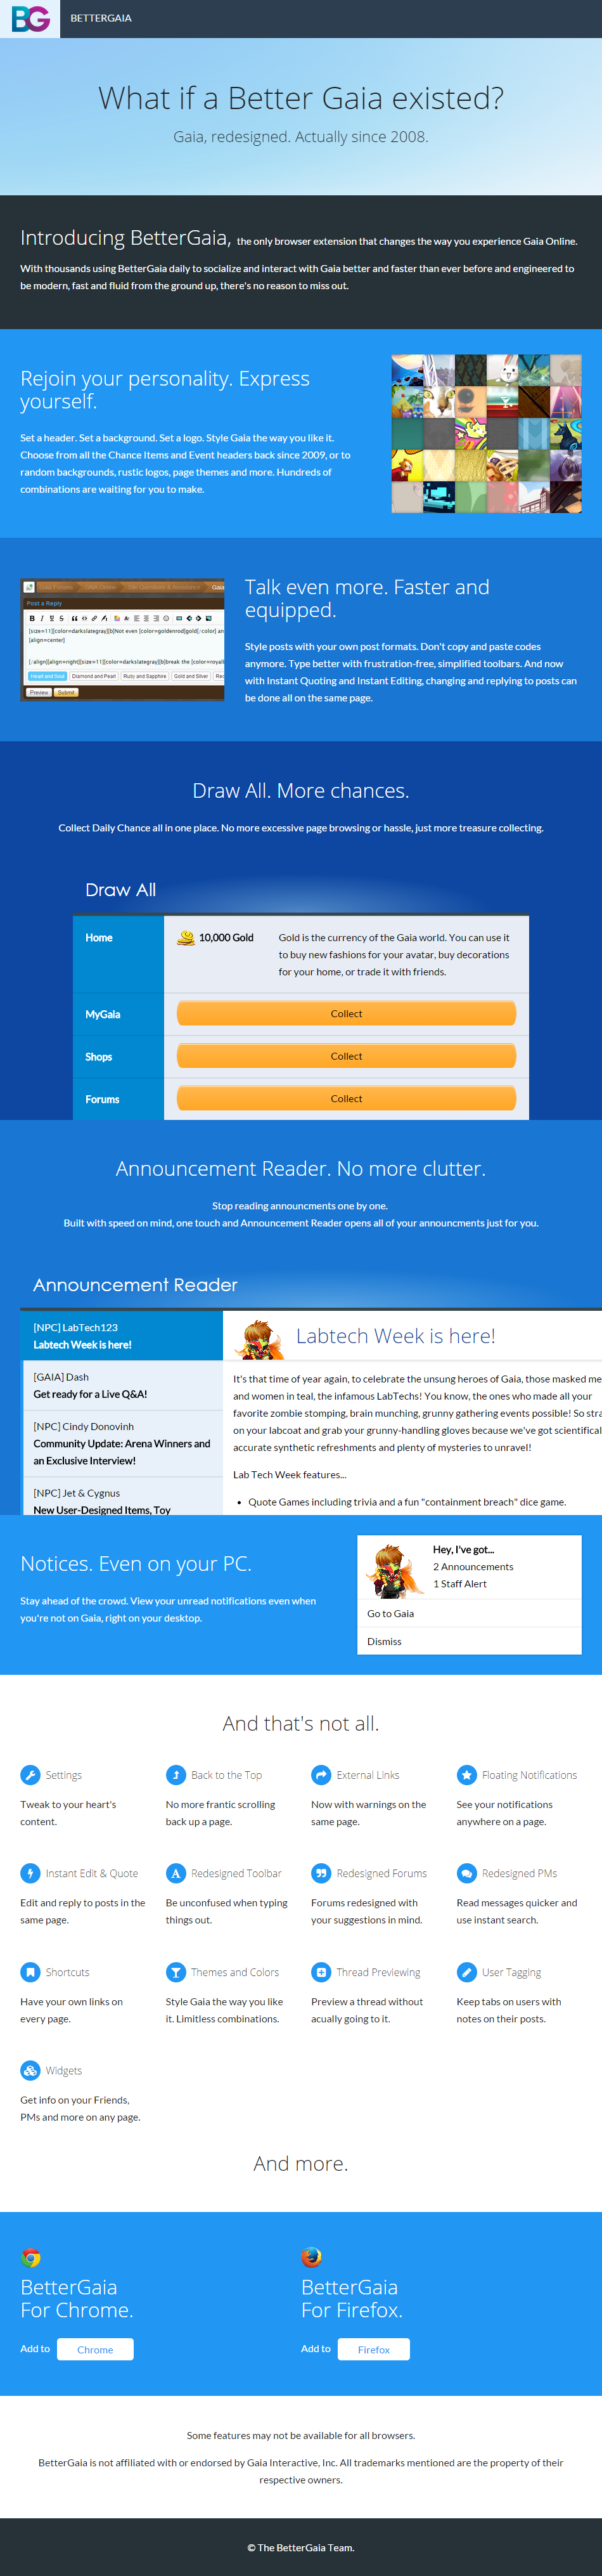 BG BETTERGAIA
What if a Better Gaia existed?
Gaia, redesigned. Actually since 2008.
Introducing BetterGaia, the only browser extension that changes the way you experience Gaia Online.
With thousands using BetterGaia daily to socialize and interact with Gaia better and faster than ever before and engineered to
be modern, fast and fluid from the ground up, there's no reason to miss out.
Rejoin your personality. Express
yourself.
Set a header. Set a background. Set a logo. Style Gaia the way you like it.
Choose from all the Chance Items and Event headers back since 2009, or to
random backgrounds, rustic logos, page themes and more. Hundreds of
combinations are waiting for you to make.
Gaia Forums GAIA Online Site Questions & Assistance Gaia
Post a Reply
[size=11][color=darkslategray][b]Not even [color=goldenrod]gold[/color] an
[align=center]
[/align][align=right][size=11][color=darkslategray][b]break the [color=royal
Heart and Soul Diamond and Pearl Ruby and Sapphire Gold and Silver Re
Preview Submit
Talk even more. Faster and
equipped.
Style posts with your own post formats. Don't copy and paste codes
anymore. Type better with frustration-free, simplified toolbars. And now
with Instant Quoting and Instant Editing, changing and replying to posts can
be done all on the same page.
Draw All. More chances.
Collect Daily Chance all in one place. No more excessive page browsing or hassle, just more treasure collecting.
Draw All
Home
10,000 Gold
Gold is the currency of the Gaia world. You can use it
to buy new fashions for your avatar, buy decorations
for your home, or trade it with friends.
MyGaia
Collect
Shops
Collect
Forums
Collect
Announcement Reader. No more clutter.
Stop reading announcments one by one.
Built with speed on mind, one touch and Announcement Reader opens all of your announcments just for you.
Announcement Reader
[NPC] LabTech123
Labtech Week is here!
[GAIA] Dash
Get ready for a Live Q&A!
[NPC] Cindy Donovinh
Community Update: Arena Winners and
an Exclusive Interview!
[NPC] Jet & Cygnus
New User-Designed Items, Toy
Labtech Week is here!
It's that time of year again, to celebrate the unsung heroes of Gaia, those masked me
and women in teal, the infamous LabTechs! You know, the ones who made all your
favorite zombie stomping, brain munching, grunny gathering events possible! So stra
on your labcoat and grab your grunny-handling gloves because we've got scientifical
accurate synthetic refreshments and plenty of mysteries to unravel!
Lab Tech Week features...
• Quote Games including trivia and a fun "containment breach" dice game.
Notices. Even on your PC.
Stay ahead of the crowd. View your unread notifications even when
you're not on Gaia, right on your desktop.
Hey, I've got...
2 Announcements
1 Staff Alert
Go to Gaia
Dismiss
And that's not all.
Settings
Tweak to your heart's
content.
Back to the Top
No more frantic scrolling
back up a page.
External Links
Now with warnings on the
same page.
Floating Notifications
See your notifications
anywhere on a page.
Instant Edit & Quote
Edit and reply to posts in the
same page.
Redesigned Toolbar
Be unconfused when typing
things out.
Redesigned Forums
Forums redesigned with
your suggestions in mind.
Redesigned PMs
Read messages quicker and
use instant search.
Shortcuts
Have your own links on
every page.
Themes and Colors
Style Gaia the way you like
it. Limitless combinations.
Thread Previewing
Preview a thread without
acually going to it.
User Tagging
Keep tabs on users with
notes on their posts.
Widgets
Get info on your Friends,
PMs and more on any page.
And more.
BetterGaia
For Chrome.
Add to Chrome
BetterGaia
For Firefox.
Add to Firefox
Some features may not be available for all browsers.
BetterGaia is not affiliated with or endorsed by Gaia Interactive, Inc. All trademarks mentioned are the property of their
respective owners.
© The BetterGaia Team.